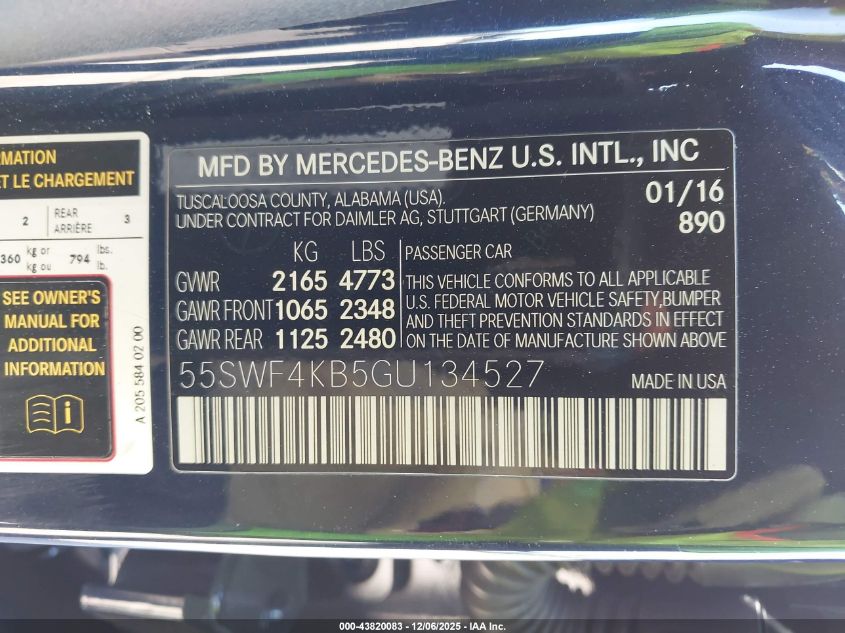 RMATION
ET LE CHARGEMENT
2 REAR ARRIÈRE 3
360 kg or kg ou 794 lbs. lb.
SEE OWNER'S
MANUAL FOR
ADDITIONAL
INFORMATION
i
A 205 584 02 00
MFD BY MERCEDES-BENZ U.S. INTL., INC
TUSCALOOSA COUNTY, ALABAMA (USA). 01/16
UNDER CONTRACT FOR DAIMLER AG, STUTTGART (GERMANY) 890
KG LBS PASSENGER CAR
GVWR 2165 4773 THIS VEHICLE CONFORMS TO ALL APPLICABLE
GAWR FRONT 1065 2348 U.S. FEDERAL MOTOR VEHICLE SAFETY,BUMPER
AND THEFT PREVENTION STANDARDS IN EFFECT
GAWR REAR 1125 2480 ON THE DATE OF MANUFACTURE SHOWN ABOVE.
55SWF4KB5GU134527 MADE IN USA
000-43820083 - 12/06/2025 - IAA Inc.